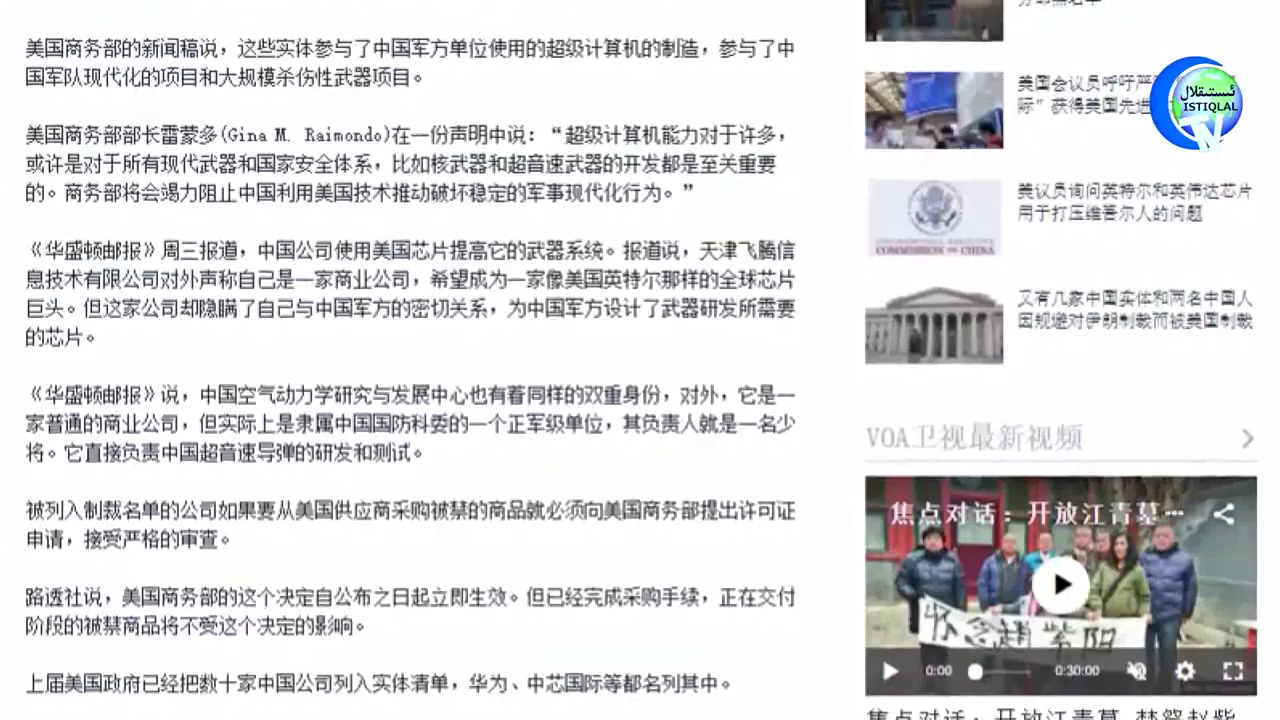 美国商务部的新闻稿说，这些实体参与了中国军方单位使用的超级计算机的制造，参与了中
国军队现代化的项目和大规模杀伤性武器项目。
美国商务部部长雷蒙多(Gina M. Raimondo)在一份声明中说：“超级计算机能力对于许多，
或许是对于所有现代武器和国家安全体系，比如核武器和超音速武器的开发都是至关重要
的。商务部将会竭力阻止中国利用美国技术推动破坏稳定的军事现代化行为。”
《华盛顿邮报》周三报道，中国公司使用美国芯片提高它的武器系统。报道说，天津飞腾信
息技术有限公司对外声称自己是一家商业公司，希望成为一家像美国英特尔那样的全球芯片
巨头。但这家公司却隐瞒了自己与中国军方的密切关系，为中国军方设计了武器研发所需要
的芯片。
《华盛顿邮报》说，中国空气动力学研究与发展中心也有着同样的双重身份，对外，它是一
家普通的商业公司，但实际上是隶属中国国防科委的一个正军级单位，其负责人就是一名少
将。它直接负责中国超音速导弹的研发和测试。
被列入制裁名单的公司如果要从美国供应商采购被禁的商品就必须向美国商务部提出许可证
申请，接受严格的审查。
路透社说，美国商务部的这个决定自公布之日起立即生效。但已经完成采购手续，正在交付
阶段的被禁商品将不受这个决定的影响。
上届美国政府已经把数十家中国公司列入实体清单，华为、中芯国际等都名列其中。
美国会议员呼吁严
际”获得美国先进
ئىستىقلال
ISTIQLAL
TV
美议员询问英特尔和英伟达芯片
用于打压维吾尔人的问题
COMMISSION ON CHINA
又有几家中国实体和两名中国人
因规避对伊朗制裁而被美国制裁
VOA卫视最新视频
焦点对话：开放江青墓…
怀念赵紫阳
0:00
0:30:00
焦点对话：开放江青墓 禁祭赵紫